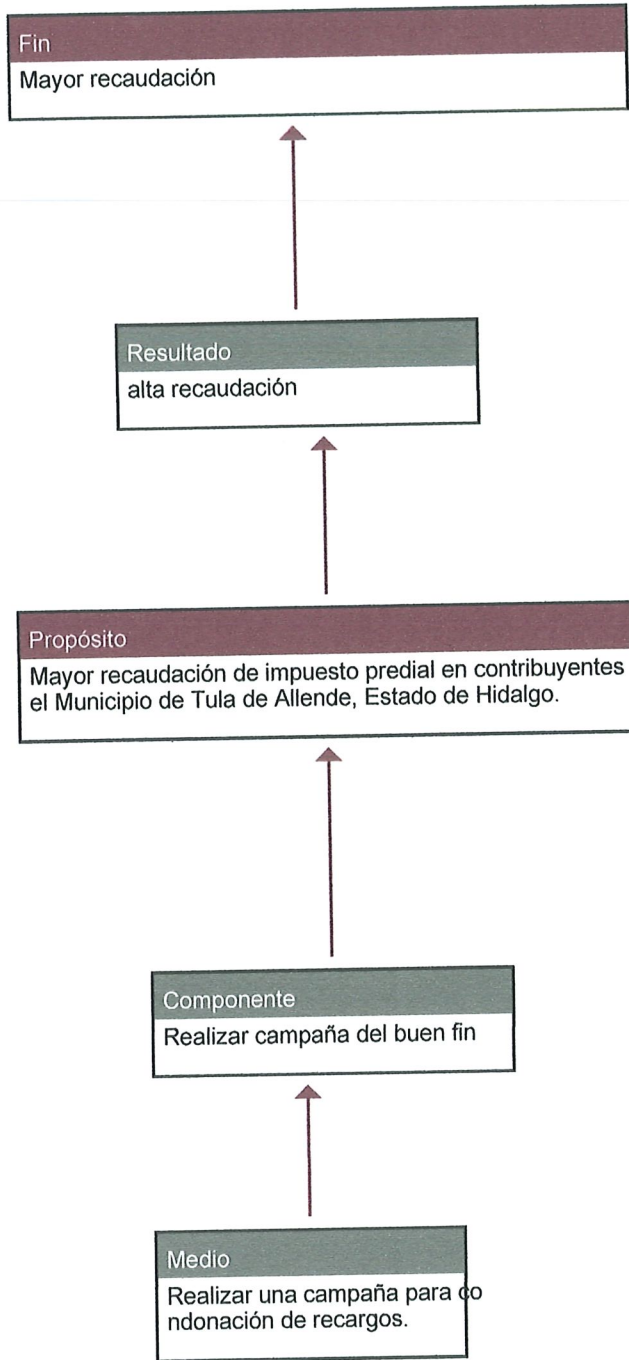 Fin
Mayor recaudación
Resultado
alta recaudación
Propósito
Mayor recaudación de impuesto predial en contribuyentes
el Municipio de Tula de Allende, Estado de Hidalgo.
Componente
Realizar campaña del buen fin
Medio
Realizar una campaña para co
ndonación de recargos.